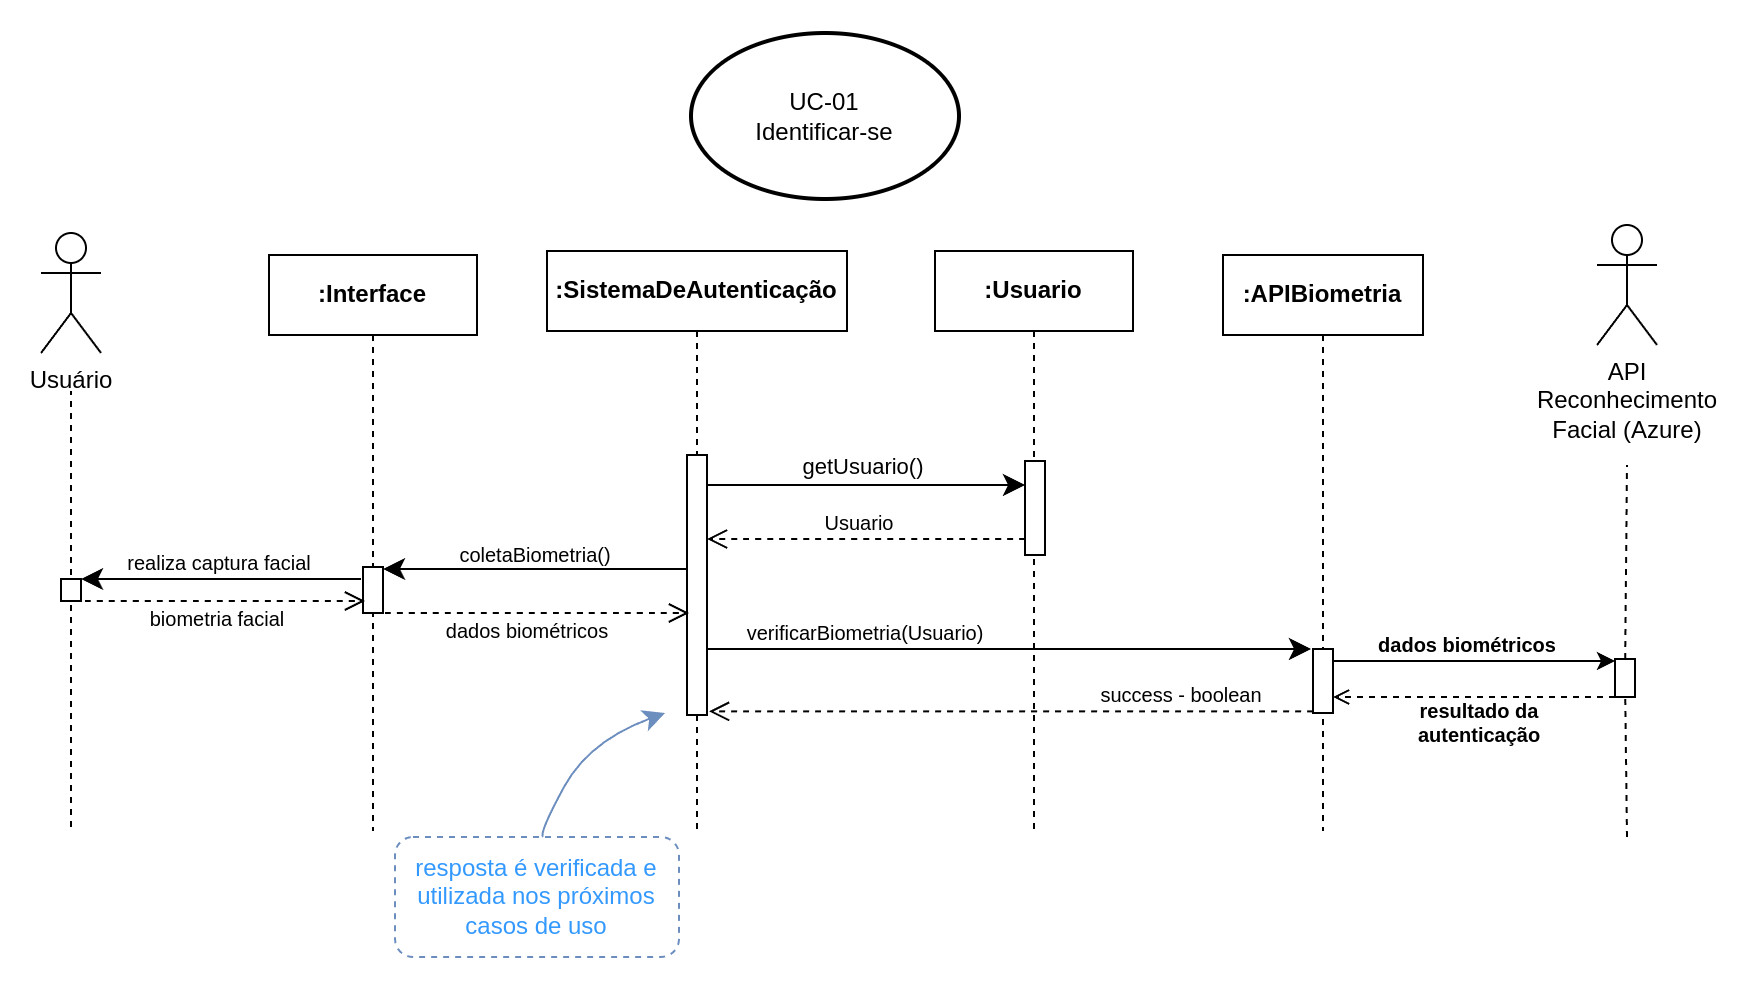 UC-01
Identificar-se
:Interface
:SistemaDeAutenticação
:Usuario
:APIBiometria
Usuário
API
Reconhecimento
Facial (Azure)
getUsuario()
Usuario
realiza captura facial
coletaBiometria()
biometria facial
dados biométricos
verificarBiometria(Usuario)
dados biométricos
success - boolean
resultado da
autenticação
resposta é verificada e
utilizada nos próximos
casos de uso